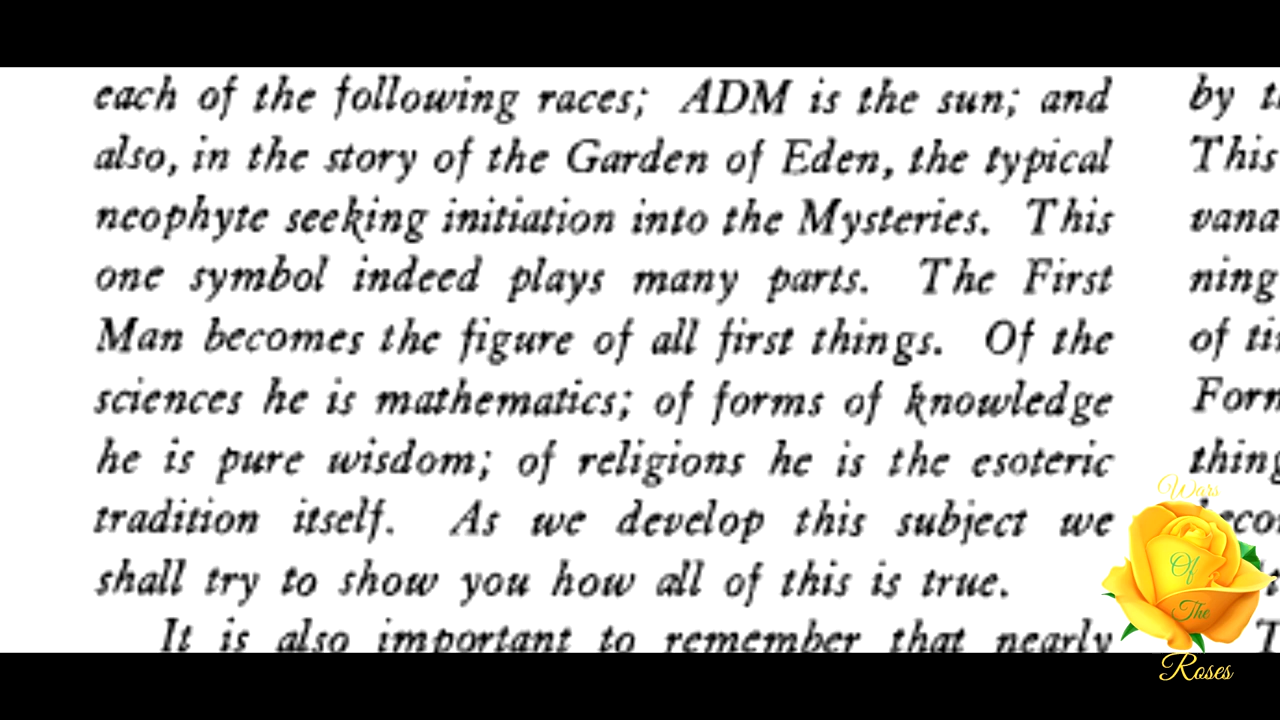 each of the following races; ADM is the sun; and
also, in the story of the Garden of Eden, the typical
neophyte seeking initiation into the Mysteries. This
one symbol indeed plays many parts. The First
Man becomes the figure of all first things. Of the
sciences he is mathematics; of forms of knowledge
he is pure wisdom; of religions he is the esoteric
tradition itself. As we develop this subject we
shall try to show you how all of this is true.
It is also important to remember that nearly
by
This
of
Wars
Of
The
Roses